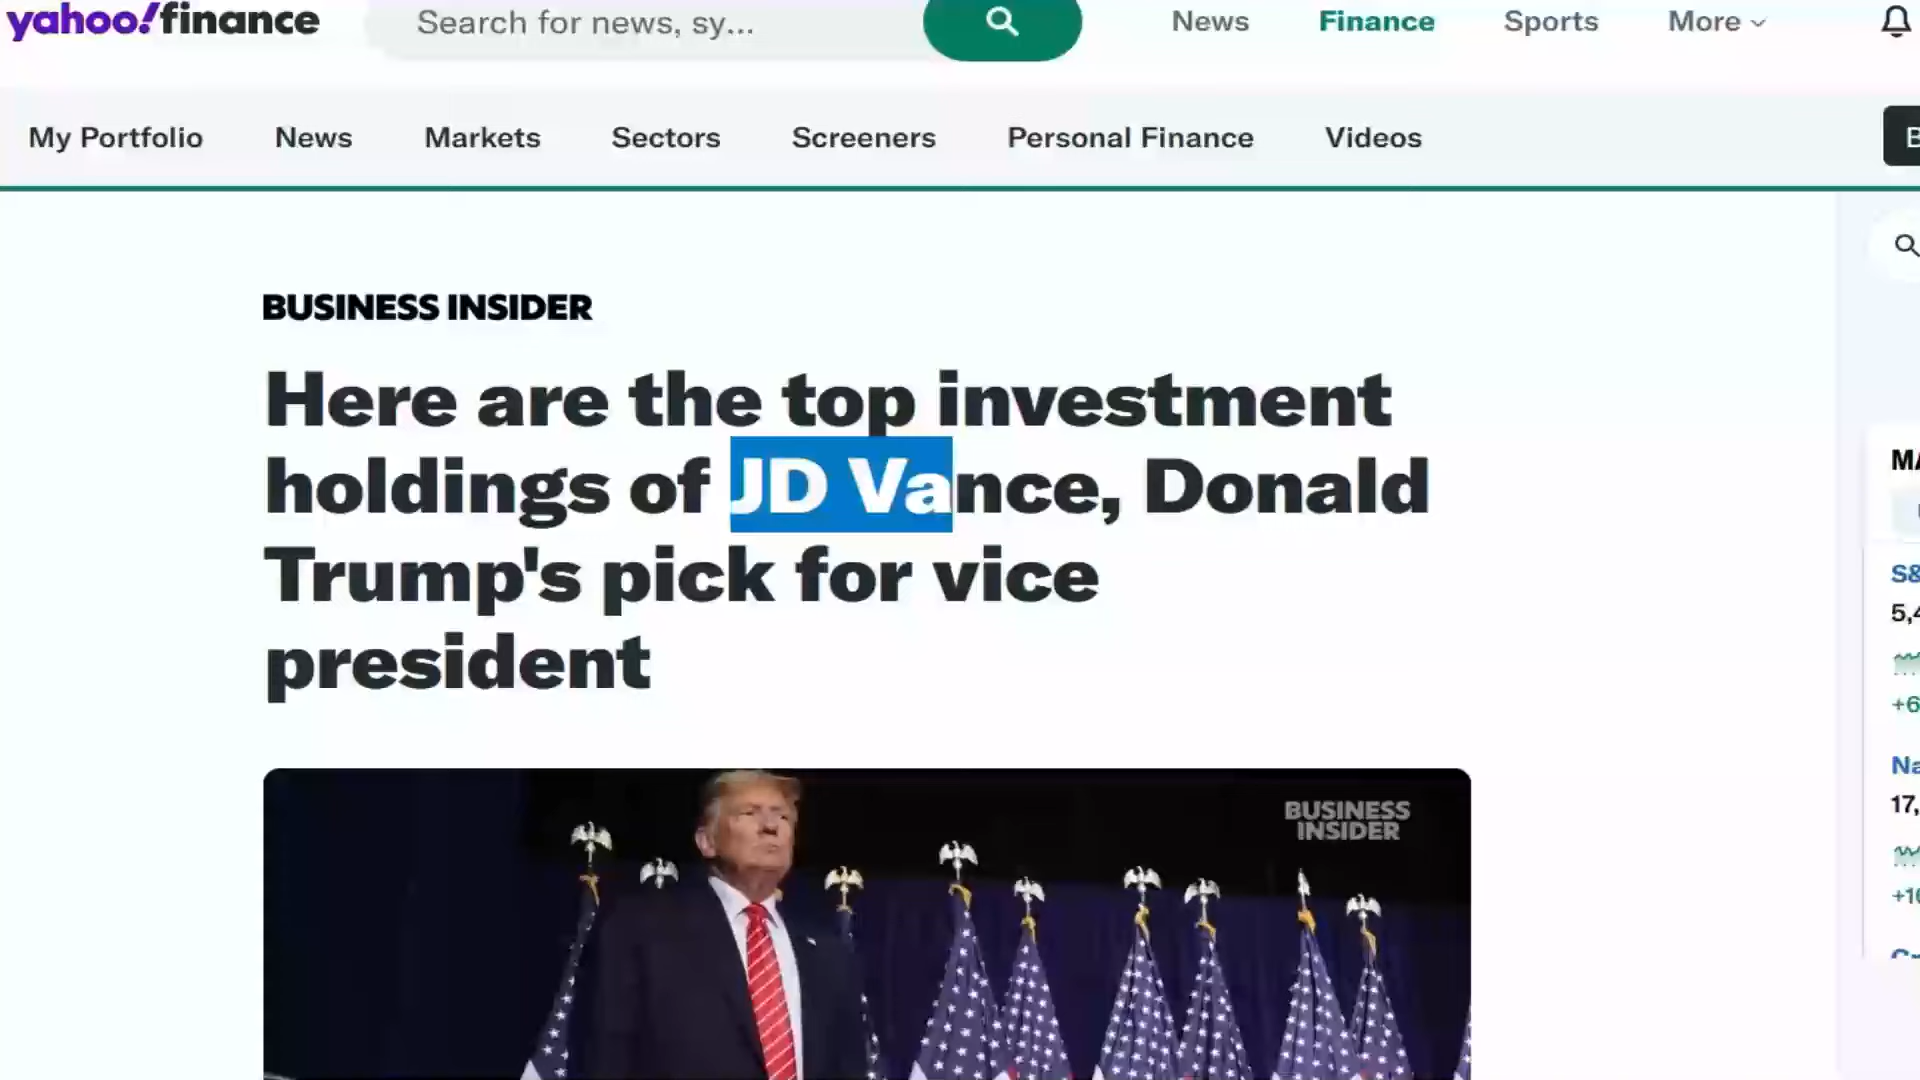 yahoo!finance
Search for news, sy...
News
Finance
Sports
More
My Portfolio
News
Markets
Sectors
Screeners
Personal Finance
Videos
BUSINESS INSIDER
Here are the top investment
holdings of JD Vance, Donald
Trump's pick for vice
president
BUSINESS
INSIDER